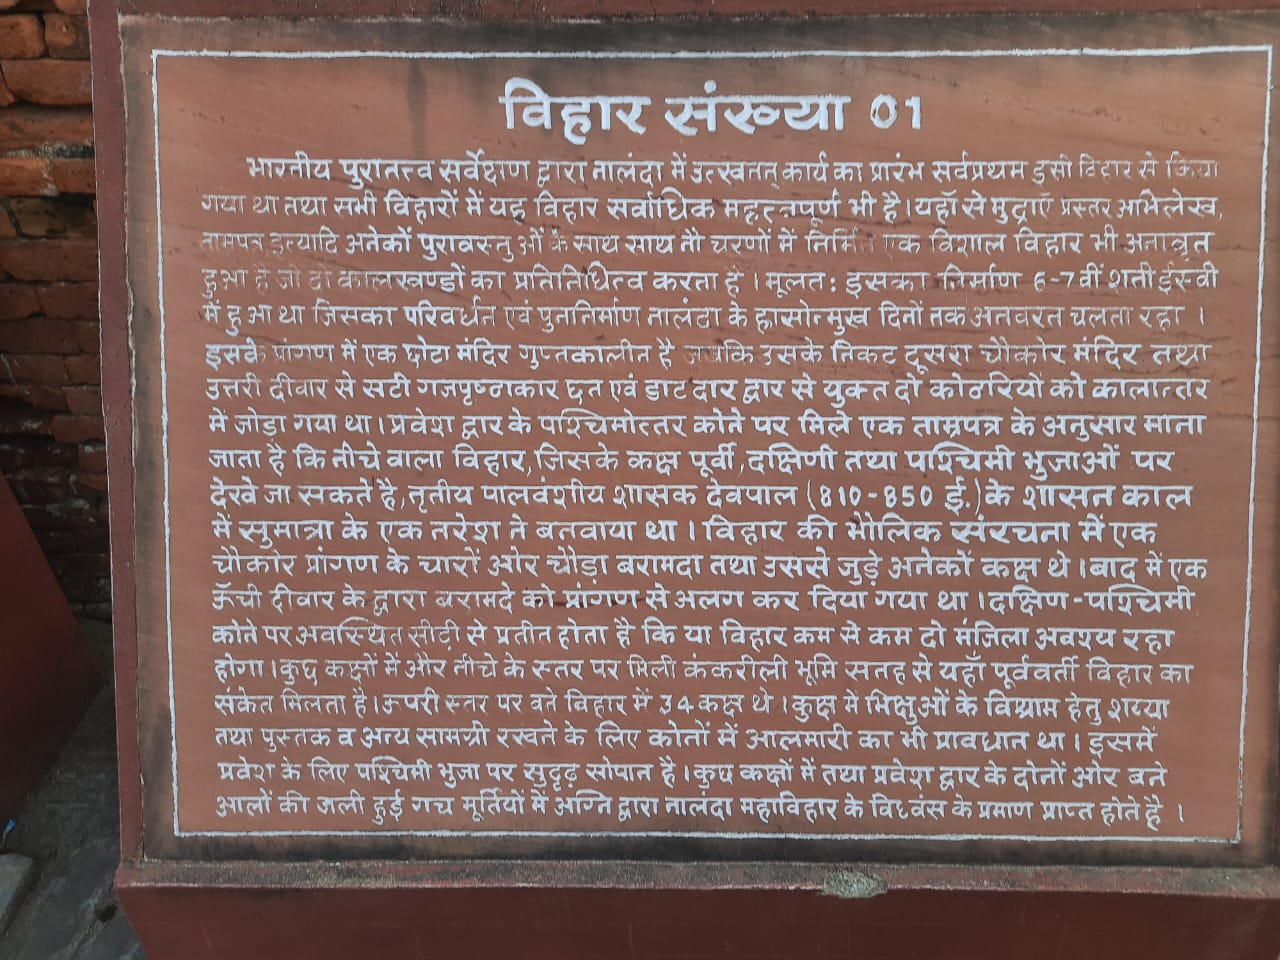 विहार संख्या 01
भारतीय पुरातत्त्व सर्वेक्षण द्वारा नालंदा में उत्खनन् कार्य का प्रारंभ सर्वप्रथम इसी विहार से किया
गया था तथा सभी विहारों में यह विहार सर्वाधिक महत्त्वपूर्ण भी है। यहाँ से मुद्राएँ प्रस्तर अभिलेख,
ताम्रपत्र इत्यादि अनेकों पुरावस्तुओं के साथ साथ नौ चरणों में निर्मित एक विशाल विहार भी अनावृत
हुआ है जो दो कालखण्डों का प्रतिनिधित्व करता है । मूलत: इसका निर्माण 6-7वीं शती ईस्वी
में हुआ था जिसका परिवर्धन एवं पुनर्निर्माण नालंदा के ह्रासोन्मुख दिनों तक अनवरत चलता रहा ।
इसके प्रांगण में एक छोटा मंदिर गुप्तकालीन है जबकि उसके निकट दूसरा चौकोर मंदिर तथा
उत्तरी दीवार से सटी गजपृष्ठाकार छत एवं डाटदार द्वार से युक्त दो कोठरियों को कालान्तर
में जोड़ा गया था। प्रवेश द्वार के पश्चिमोत्तर कोने पर मिले एक ताम्रपत्र के अनुसार माना
जाता है कि नीचे वाला विहार, जिसके कक्ष पूर्वी, दक्षिणी तथा पश्चिमी भुजाओं पर
देखे जा सकते है, तृतीय पालवंशीय शासक देवपाल (810-850 ई.) के शासन काल
में सुमात्रा के एक नरेश ने बनवाया था । विहार की मौलिक संरचना में एक
चौकोर प्रांगण के चारों ओर चौड़ा बरामदा तथा उससे जुड़े अनेकों कक्ष थे । बाद में एक
ऊँची दीवार के द्वारा बरामदे को प्रांगण से अलग कर दिया गया था । दक्षिण-पश्चिमी
कोने पर अवस्थित सीढ़ी से प्रतीत होता है कि या विहार कम से कम दो मंजिला अवश्य रहा
होगा । कुछ कक्षों में और नीचे के स्तर पर मिली कंकरीली भूमि सतह से यहाँ पूर्ववर्ती विहार का
संकेत मिलता है। ऊपरी स्तर पर बने विहार में 34 कक्ष थे । कुक्ष में भिक्षुओं के विश्राम हेतु शय्या
तथा पुस्तक व अन्य सामग्री रखने के लिए कोनों में आलमारी का भी प्रावधान था । इसमें
प्रवेश के लिए पश्चिमी भुजा पर सुदृढ़ सोपान है । कुछ कक्षों में तथा प्रवेश द्वार के दोनों ओर बने
आलों की जली हुई गच मूर्तियों में अग्नि द्वारा नालंदा महाविहार के विध्वंस के प्रमाण प्राप्त होते है ।